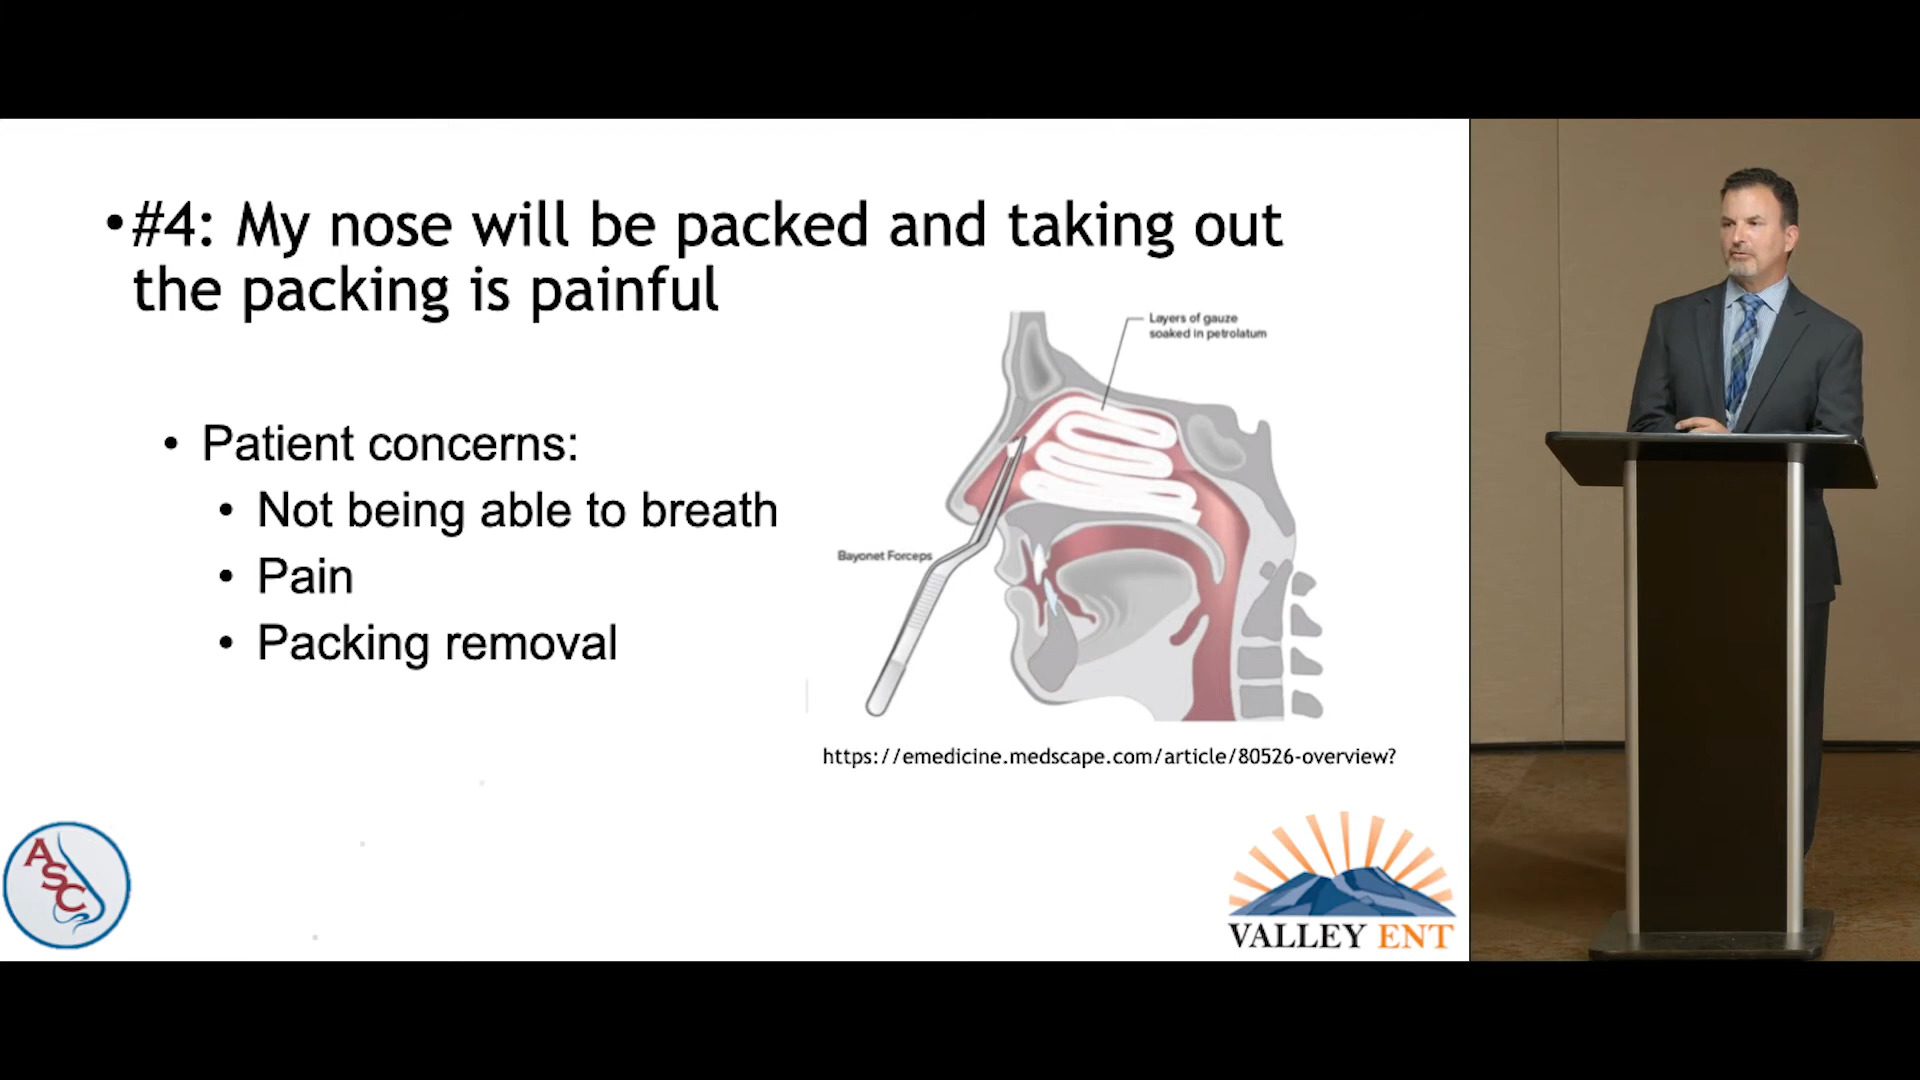 •#4: My nose will be packed and taking out
the packing is painful
Layers of gauze
soaked in petrolatum
• Patient concerns:
• Not being able to breath
Bayonet Forceps
• Pain
• Packing removal
https://emedicine.medscape.com/article/80526-overview?
ASC
VALLEY ENT